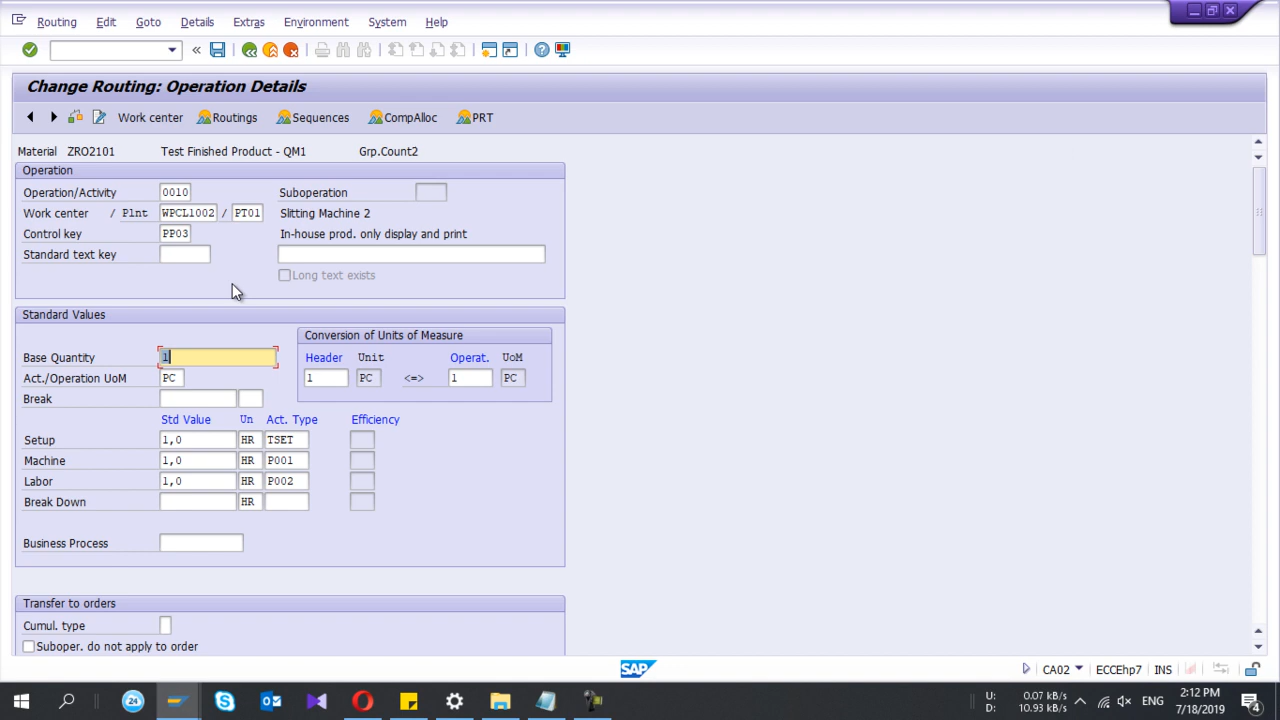 Routing Edit Goto Details Extras Environment System Help
Change Routing: Operation Details
Work center Routings Sequences CompAlloc PRT
Material ZRO2101 Test Finished Product - QM1 Grp.Count2
Operation
Operation/Activity 0010 Suboperation
Work center / Plnt WPCL1002 / PT01 Slitting Machine 2
Control key PP03 In-house prod. only display and print
Standard text key
Long text exists
Standard Values
Conversion of Units of Measure
Base Quantity 1 Header Unit Operat. UoM
Act./Operation UoM PC 1 PC <=> 1 PC
Break
Std Value Un Act. Type Efficiency
Setup 1,0 HR TSET
Machine 1,0 HR P001
Labor 1,0 HR P002
Break Down HR
Business Process
Transfer to orders
Cumul. type
Suboper. do not apply to order
SAP CA02 ECCEhp7 INS
24 U: 0.07 kB/s ENG 2:12 PM
D: 10.93 kB/s 7/18/2019 4